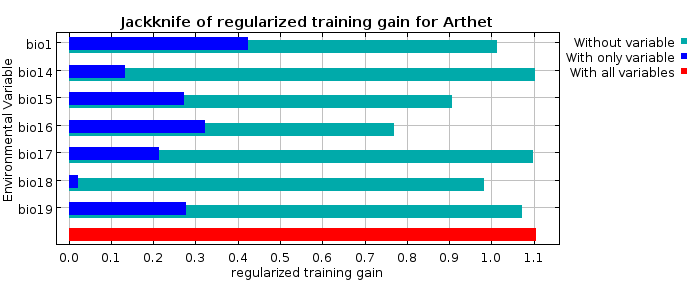 Jackknife of regularized training gain for Arthet
Environmental Variable
bio1
bio14
bio15
bio16
bio17
bio18
bio19
0.0 0.1 0.2 0.3 0.4 0.5 0.6 0.7 0.8 0.9 1.0 1.1
regularized training gain
Without variable
With only variable
With all variables